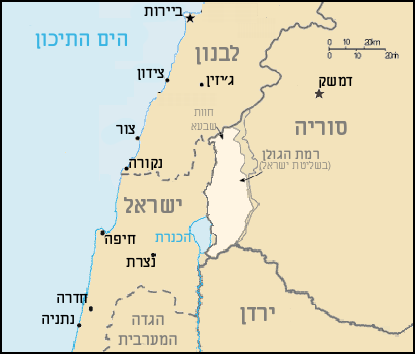 ביירות
הים התיכון
לבנון
0 10 20km
0 10 20mi
צידון
ג'יזין
דמשק
חוות
שבעא
צור
סוריה
נקורה
רמת הגולן
(בשליטת ישראל)
ישראל
הכנרת
חיפה
נצרת
חדרה
נתניה
הגדה
המערבית
ירדן